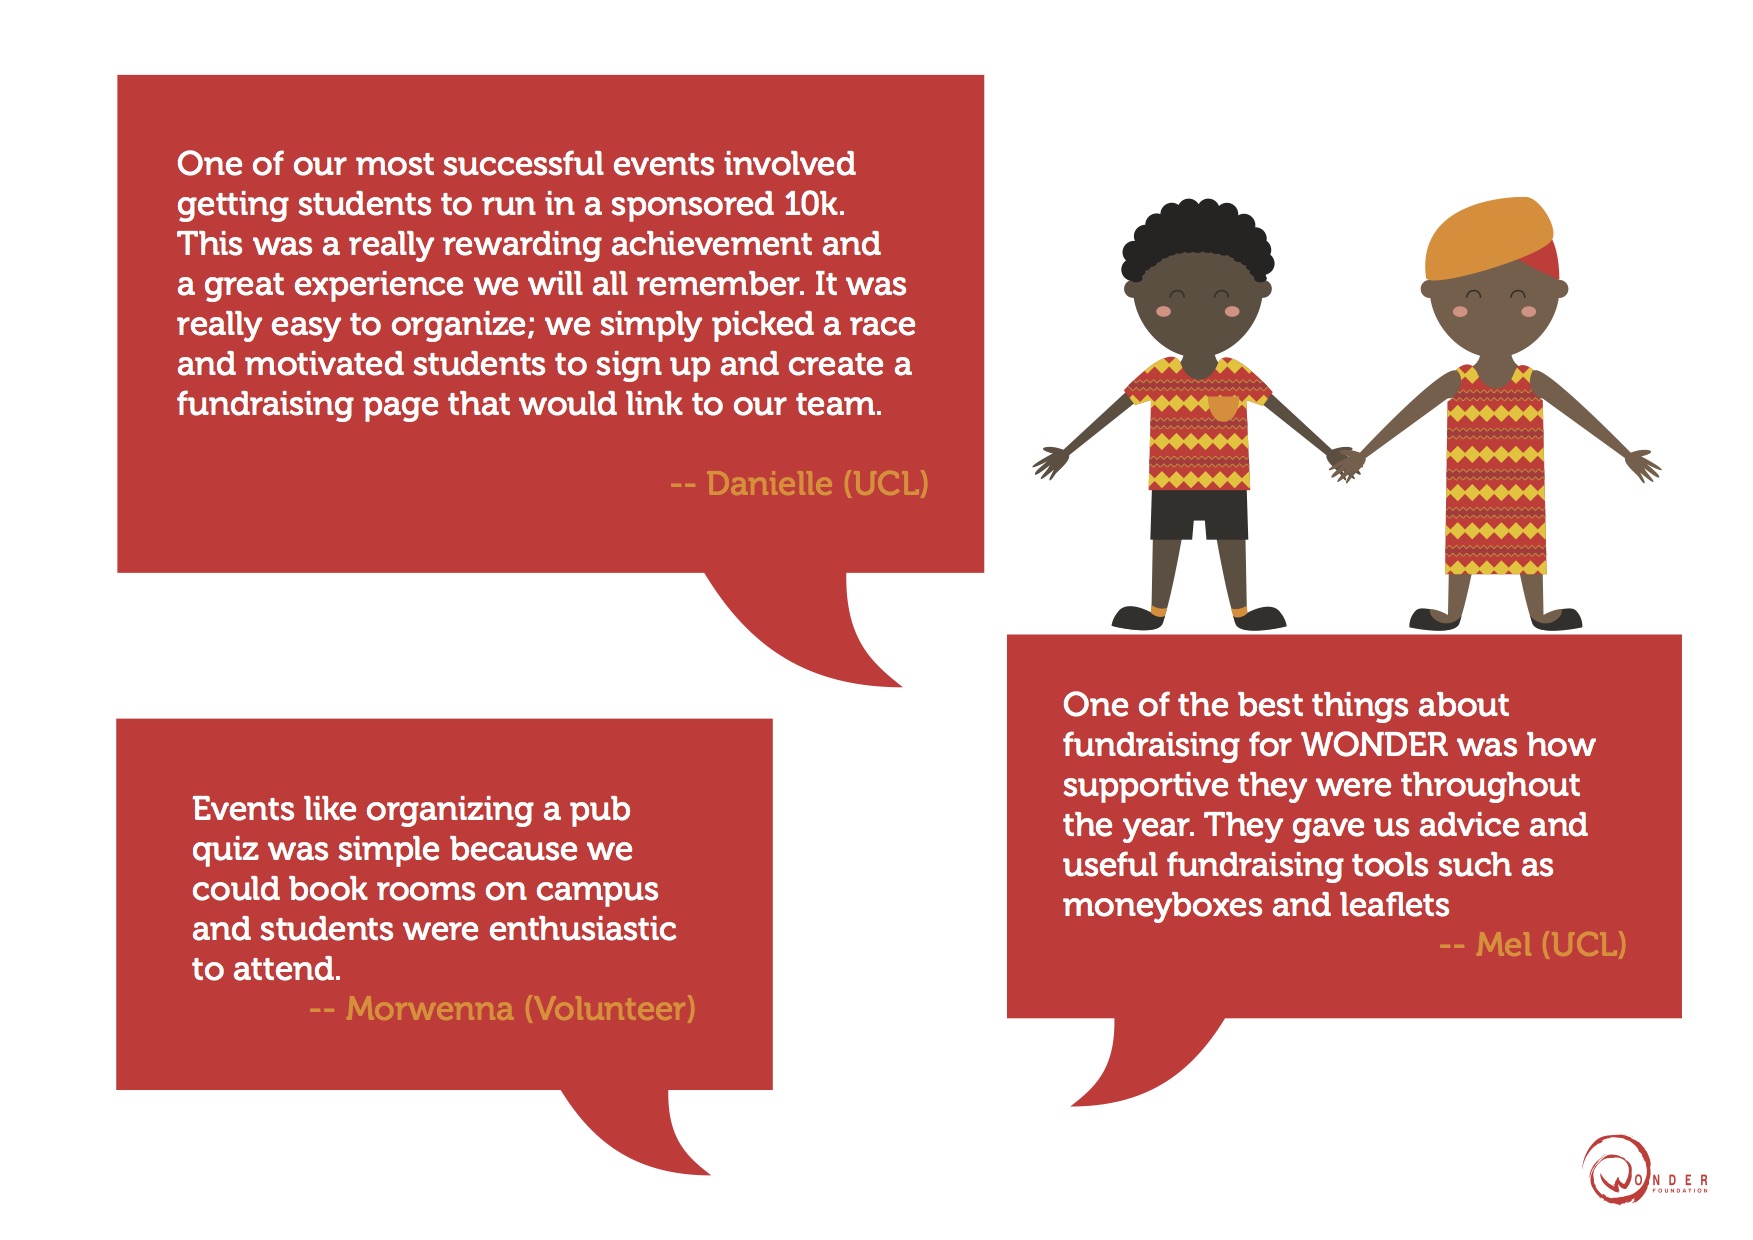 One of our most successful events involved
getting students to run in a sponsored 10k.
This was a really rewarding achievement and
a great experience we will all remember. It was
really easy to organize; we simply picked a race
and motivated students to sign up and create a
fundraising page that would link to our team.
-- Danielle (UCL)
Events like organizing a pub
quiz was simple because we
could book rooms on campus
and students were enthusiastic
to attend.
-- Morwenna (Volunteer)
One of the best things about
fundraising for WONDER was how
supportive they were throughout
the year. They gave us advice and
useful fundraising tools such as
moneyboxes and leaflets
-- Mel (UCL)
WONDER
FOUNDATION